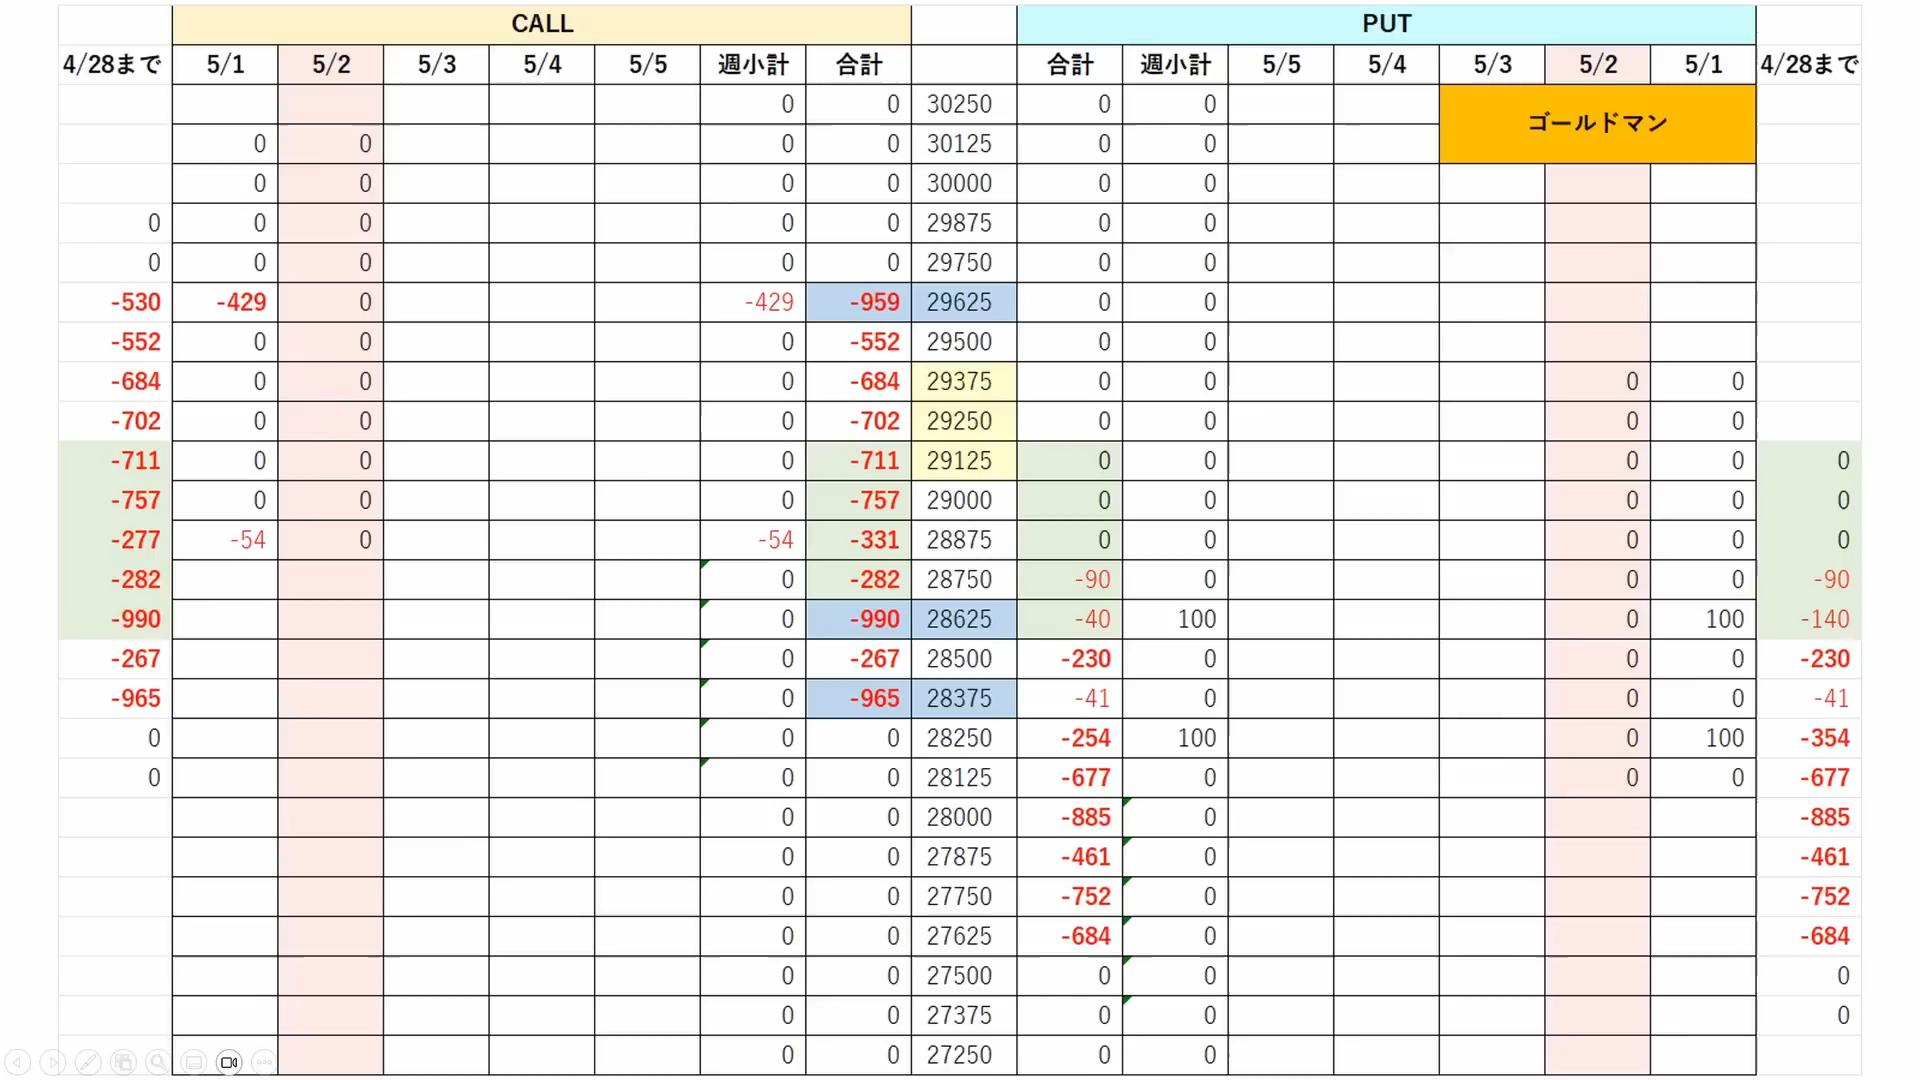 CALL PUT
4/28まで 5/1 5/2 5/3 5/4 5/5 週小計 合計 合計 週小計 5/5 5/4 5/3 5/2 5/1 4/28まで
0 0 30250 0 0 ゴールドマン
0 0 0 0 30125 0 0
0 0 0 0 30000 0 0
0 0 0 0 0 29875 0 0
0 0 0 0 0 29750 0 0
-530 -429 0 -429 -959 29625 0 0
-552 0 0 0 -552 29500 0 0
-684 0 0 0 -684 29375 0 0 0 0
-702 0 0 0 -702 29250 0 0 0 0
-711 0 0 0 -711 29125 0 0 0 0 0
-757 0 0 0 -757 29000 0 0 0 0 0
-277 -54 0 -54 -331 28875 0 0 0 0 0
-282 0 -282 28750 -90 0 0 0 -90
-990 0 -990 28625 -40 100 0 100 -140
-267 0 -267 28500 -230 0 0 0 -230
-965 0 -965 28375 -41 0 0 0 -41
0 0 0 28250 -254 100 0 100 -354
0 0 0 28125 -677 0 0 0 -677
0 0 28000 -885 0 -885
0 0 27875 -461 0 -461
0 0 27750 -752 0 -752
0 0 27625 -684 0 -684
0 0 27500 0 0 0
0 0 27375 0 0 0
0 0 27250 0 0